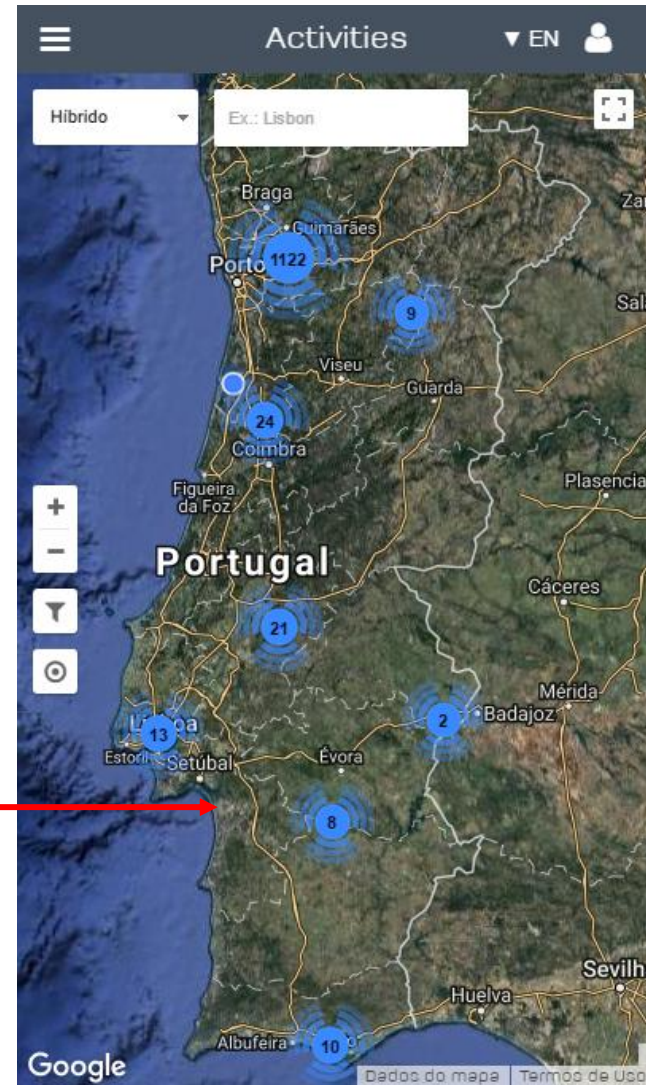 Activities ▼ EN
Híbrido Ex.: Lisbon
Braga
Guimarães
1122
Porto
9
Viseu
Guarda
24
Coimbra
Figueira
da Foz
Plasencia
+
−
Portugal
Cáceres
21
Mérida
2
Badajoz
13
Estoril
Setúbal
Évora
8
Huelva
Albufeira
10
Google
Dados do mapa
Termos de Uso